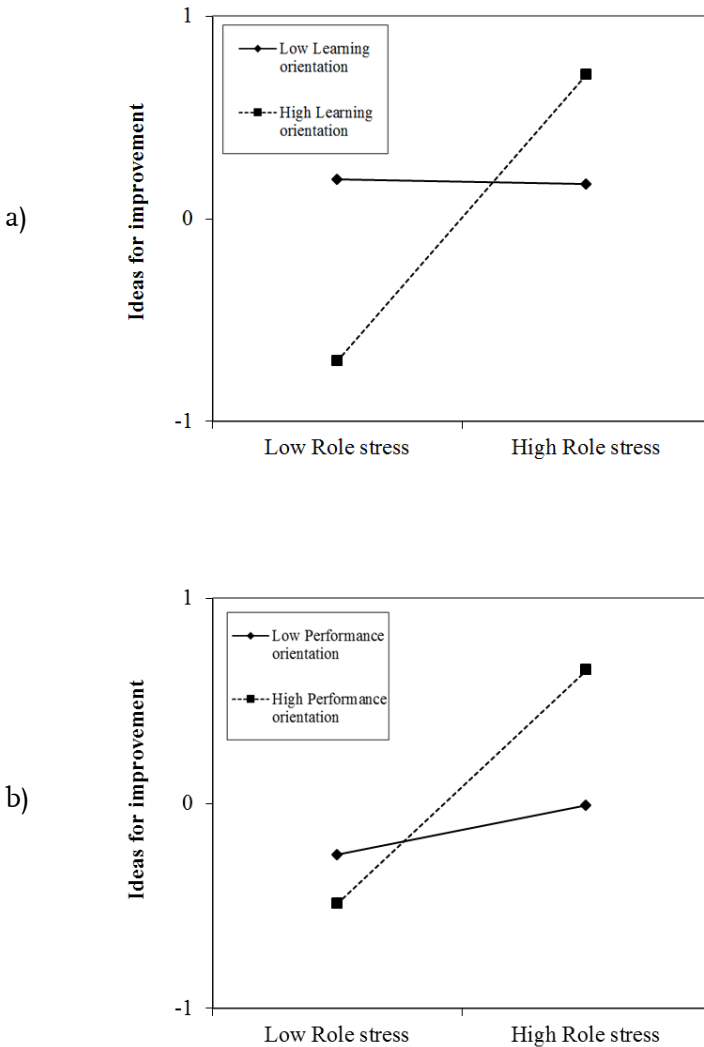 1
Low Learning
orientation
High Learning
orientation
Ideas for improvement
a)
0
-1
Low Role stress High Role stress
1
Low Performance
orientation
High Performance
orientation
Ideas for improvement
b)
0
-1
Low Role stress High Role stress